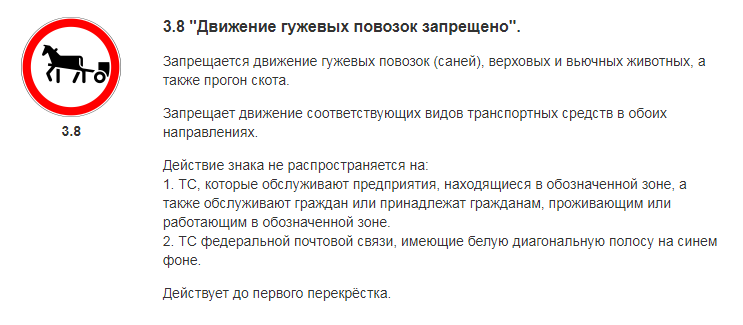 3.8 "Движение гужевых повозок запрещено".
Запрещается движение гужевых повозок (саней), верховых и вьючных животных, а
также прогон скота.
3.8
Запрещает движение соответствующих видов транспортных средств в обоих
направлениях.
Действие знака не распространяется на:
1. ТС, которые обслуживают предприятия, находящиеся в обозначенной зоне, а
также обслуживают граждан или принадлежат гражданам, проживающим или
работающим в обозначенной зоне.
2. ТС федеральной почтовой связи, имеющие белую диагональную полосу на синем
фоне.
Действует до первого перекрёстка.